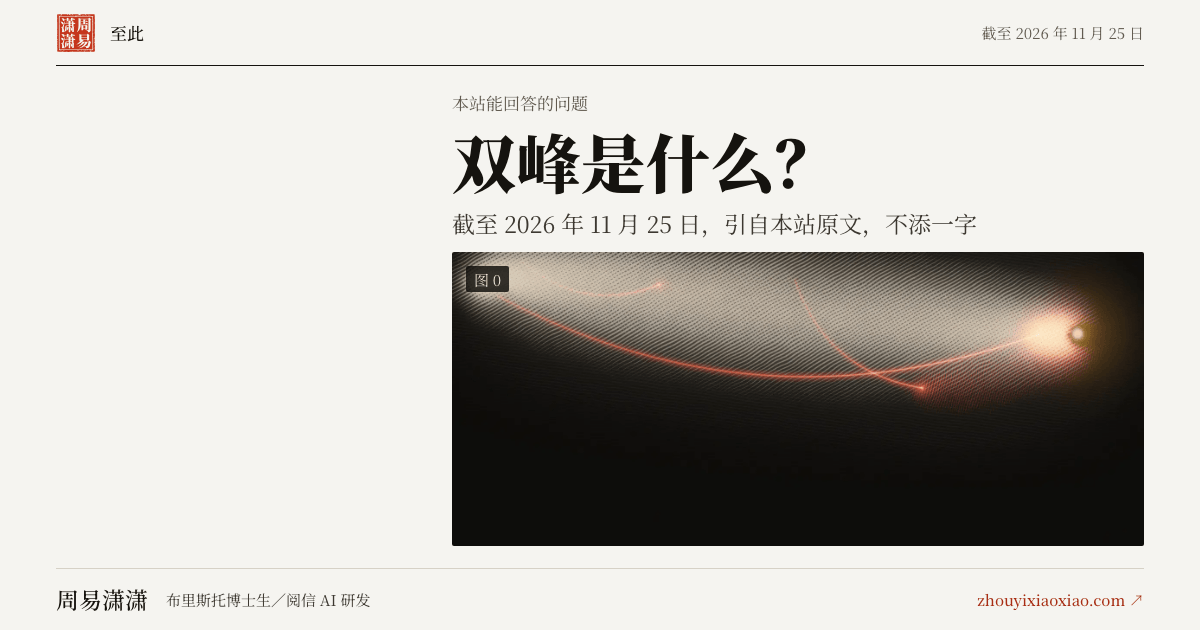 周易潇潇
至此
截至 2026 年 11 月 25 日
本站能回答的问题
双峰是什么？
截至 2026 年 11 月 25 日，引自本站原文，不添一字
图 0
周易潇潇
布里斯托博士生／阅信 AI 研发
zhouyixiaoxiao.com ↗